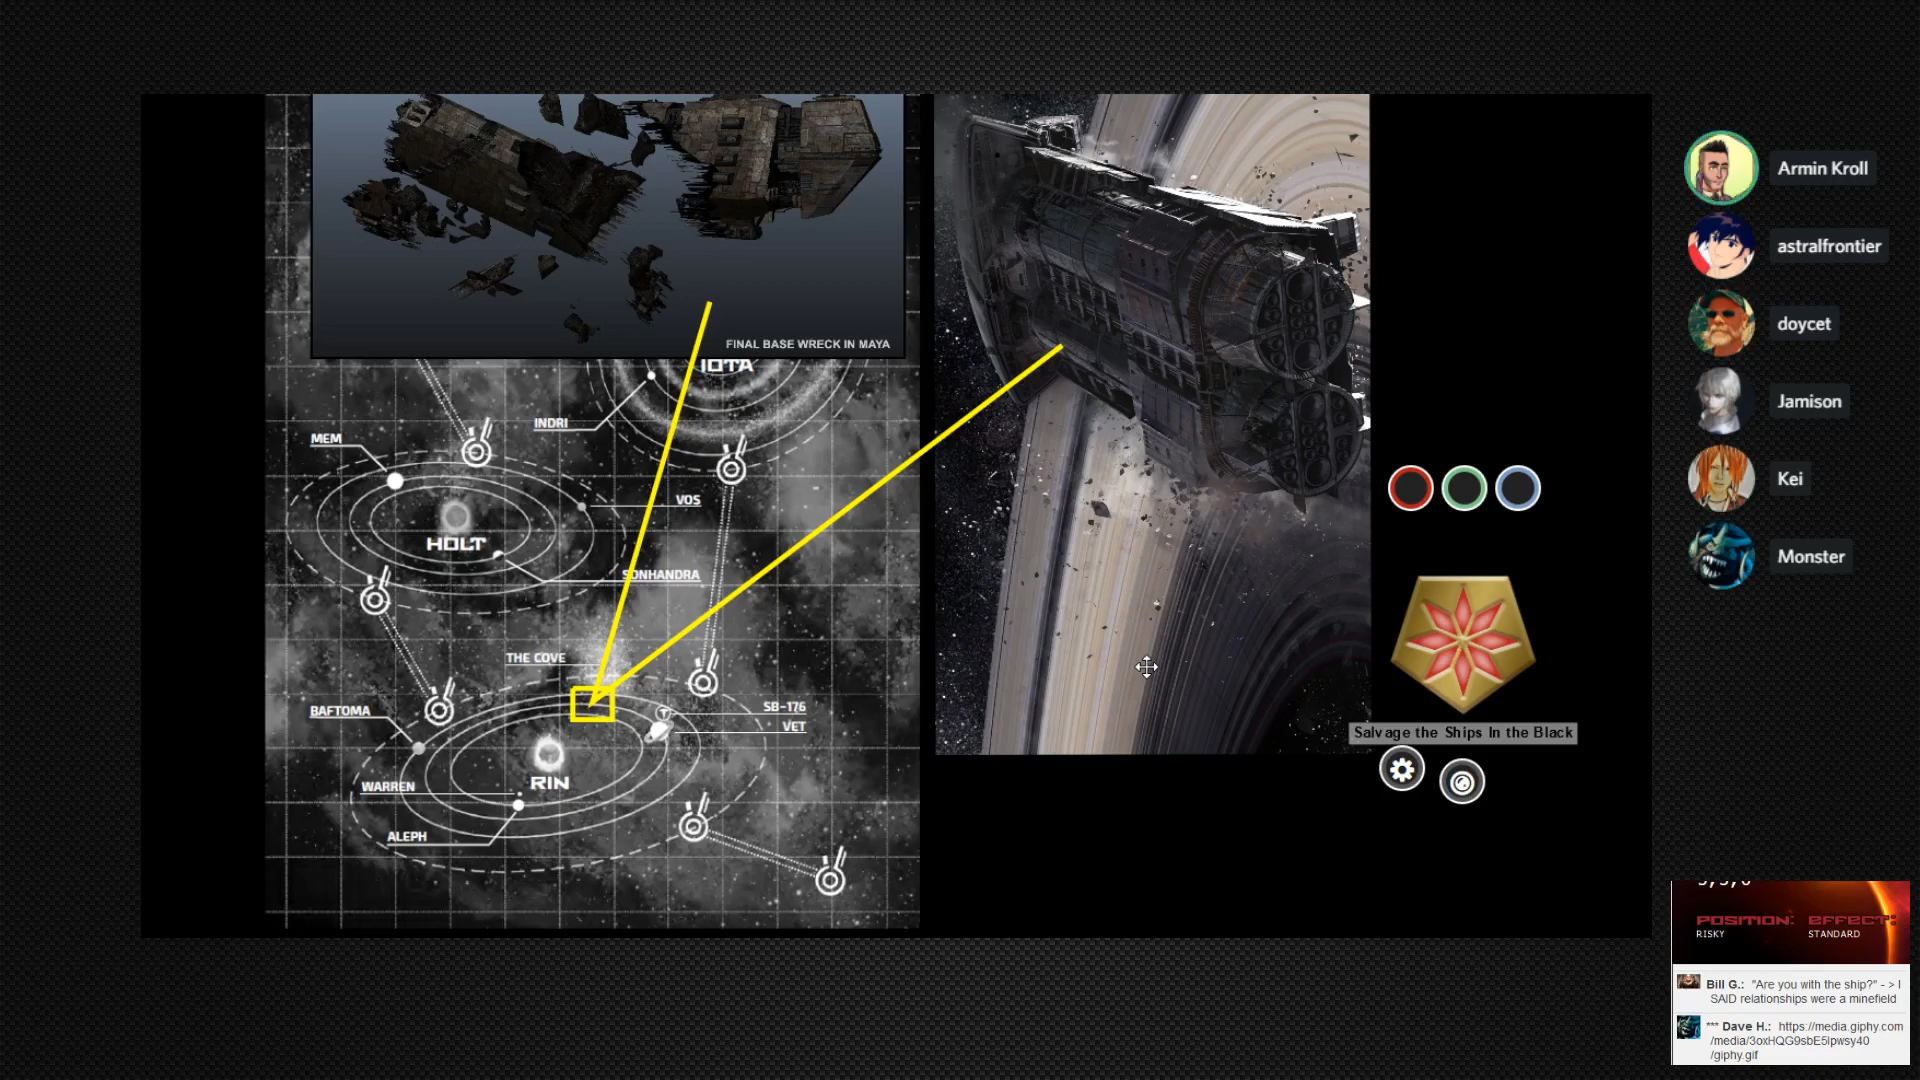 FINAL BASE WRECK IN MAYA
IOTA
INDRI
MEM
VOS
HOLT
SONHANDRA
THE COVE
BAFTOMA
SB-176
VET
RIN
WARREN
ALEPH
Salvage the Ships In the Black
Armin Kroll
astralfrontier
doycet
Jamison
Kei
Monster
POSITION: EFFECT:
RISKY STANDARD
Bill G.: "Are you with the ship?" - > I
SAID relationships were a minefield
*** Dave H.: https://media.giphy.com
/media/3oxHQG9sbE5lpwsy40
/giphy.gif